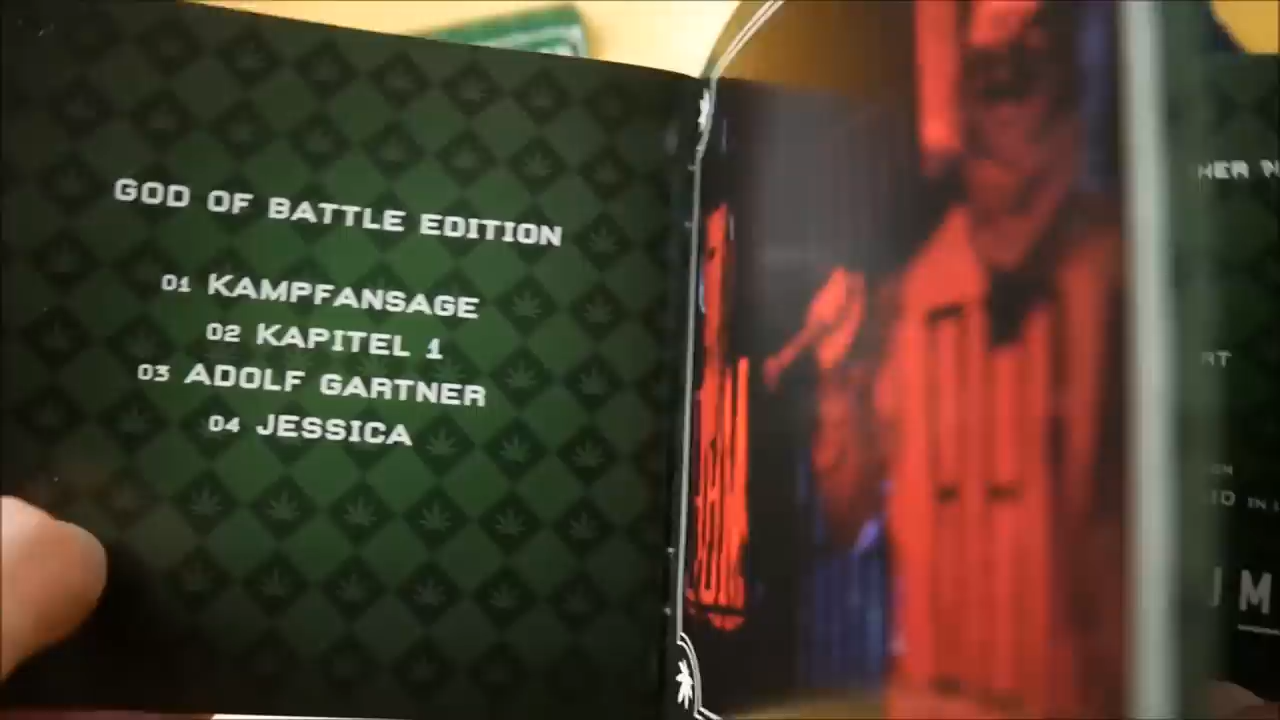 GOD OF BATTLE EDITION
01 KAMPFANSAGE
02 KAPITEL 1
03 ADOLF GARTNER
04 JESSICA